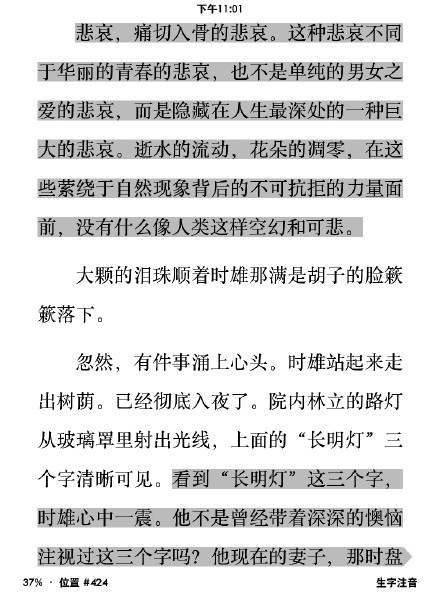 下午11:01
悲哀，痛切入骨的悲哀。这种悲哀不同
于华丽的青春的悲哀，也不是单纯的男女之
爱的悲哀，而是隐藏在人生最深处的一种巨
大的悲哀。逝水的流动，花朵的凋零，在这
些萦绕于自然现象背后的不可抗拒的力量面
前，没有什么像人类这样空幻和可悲。
大颗的泪珠顺着时雄那满是胡子的脸簌
簌落下。
忽然，有件事涌上心头。时雄站起来走
出树荫。已经彻底入夜了。院内林立的路灯
从玻璃罩里射出光线，上面的“长明灯”三
个字清晰可见。看到“长明灯”这三个字，
时雄心中一震。他不是曾经带着深深的懊恼
注视过这三个字吗？他现在的妻子，那时盘
37% · 位置 #424
生字注音